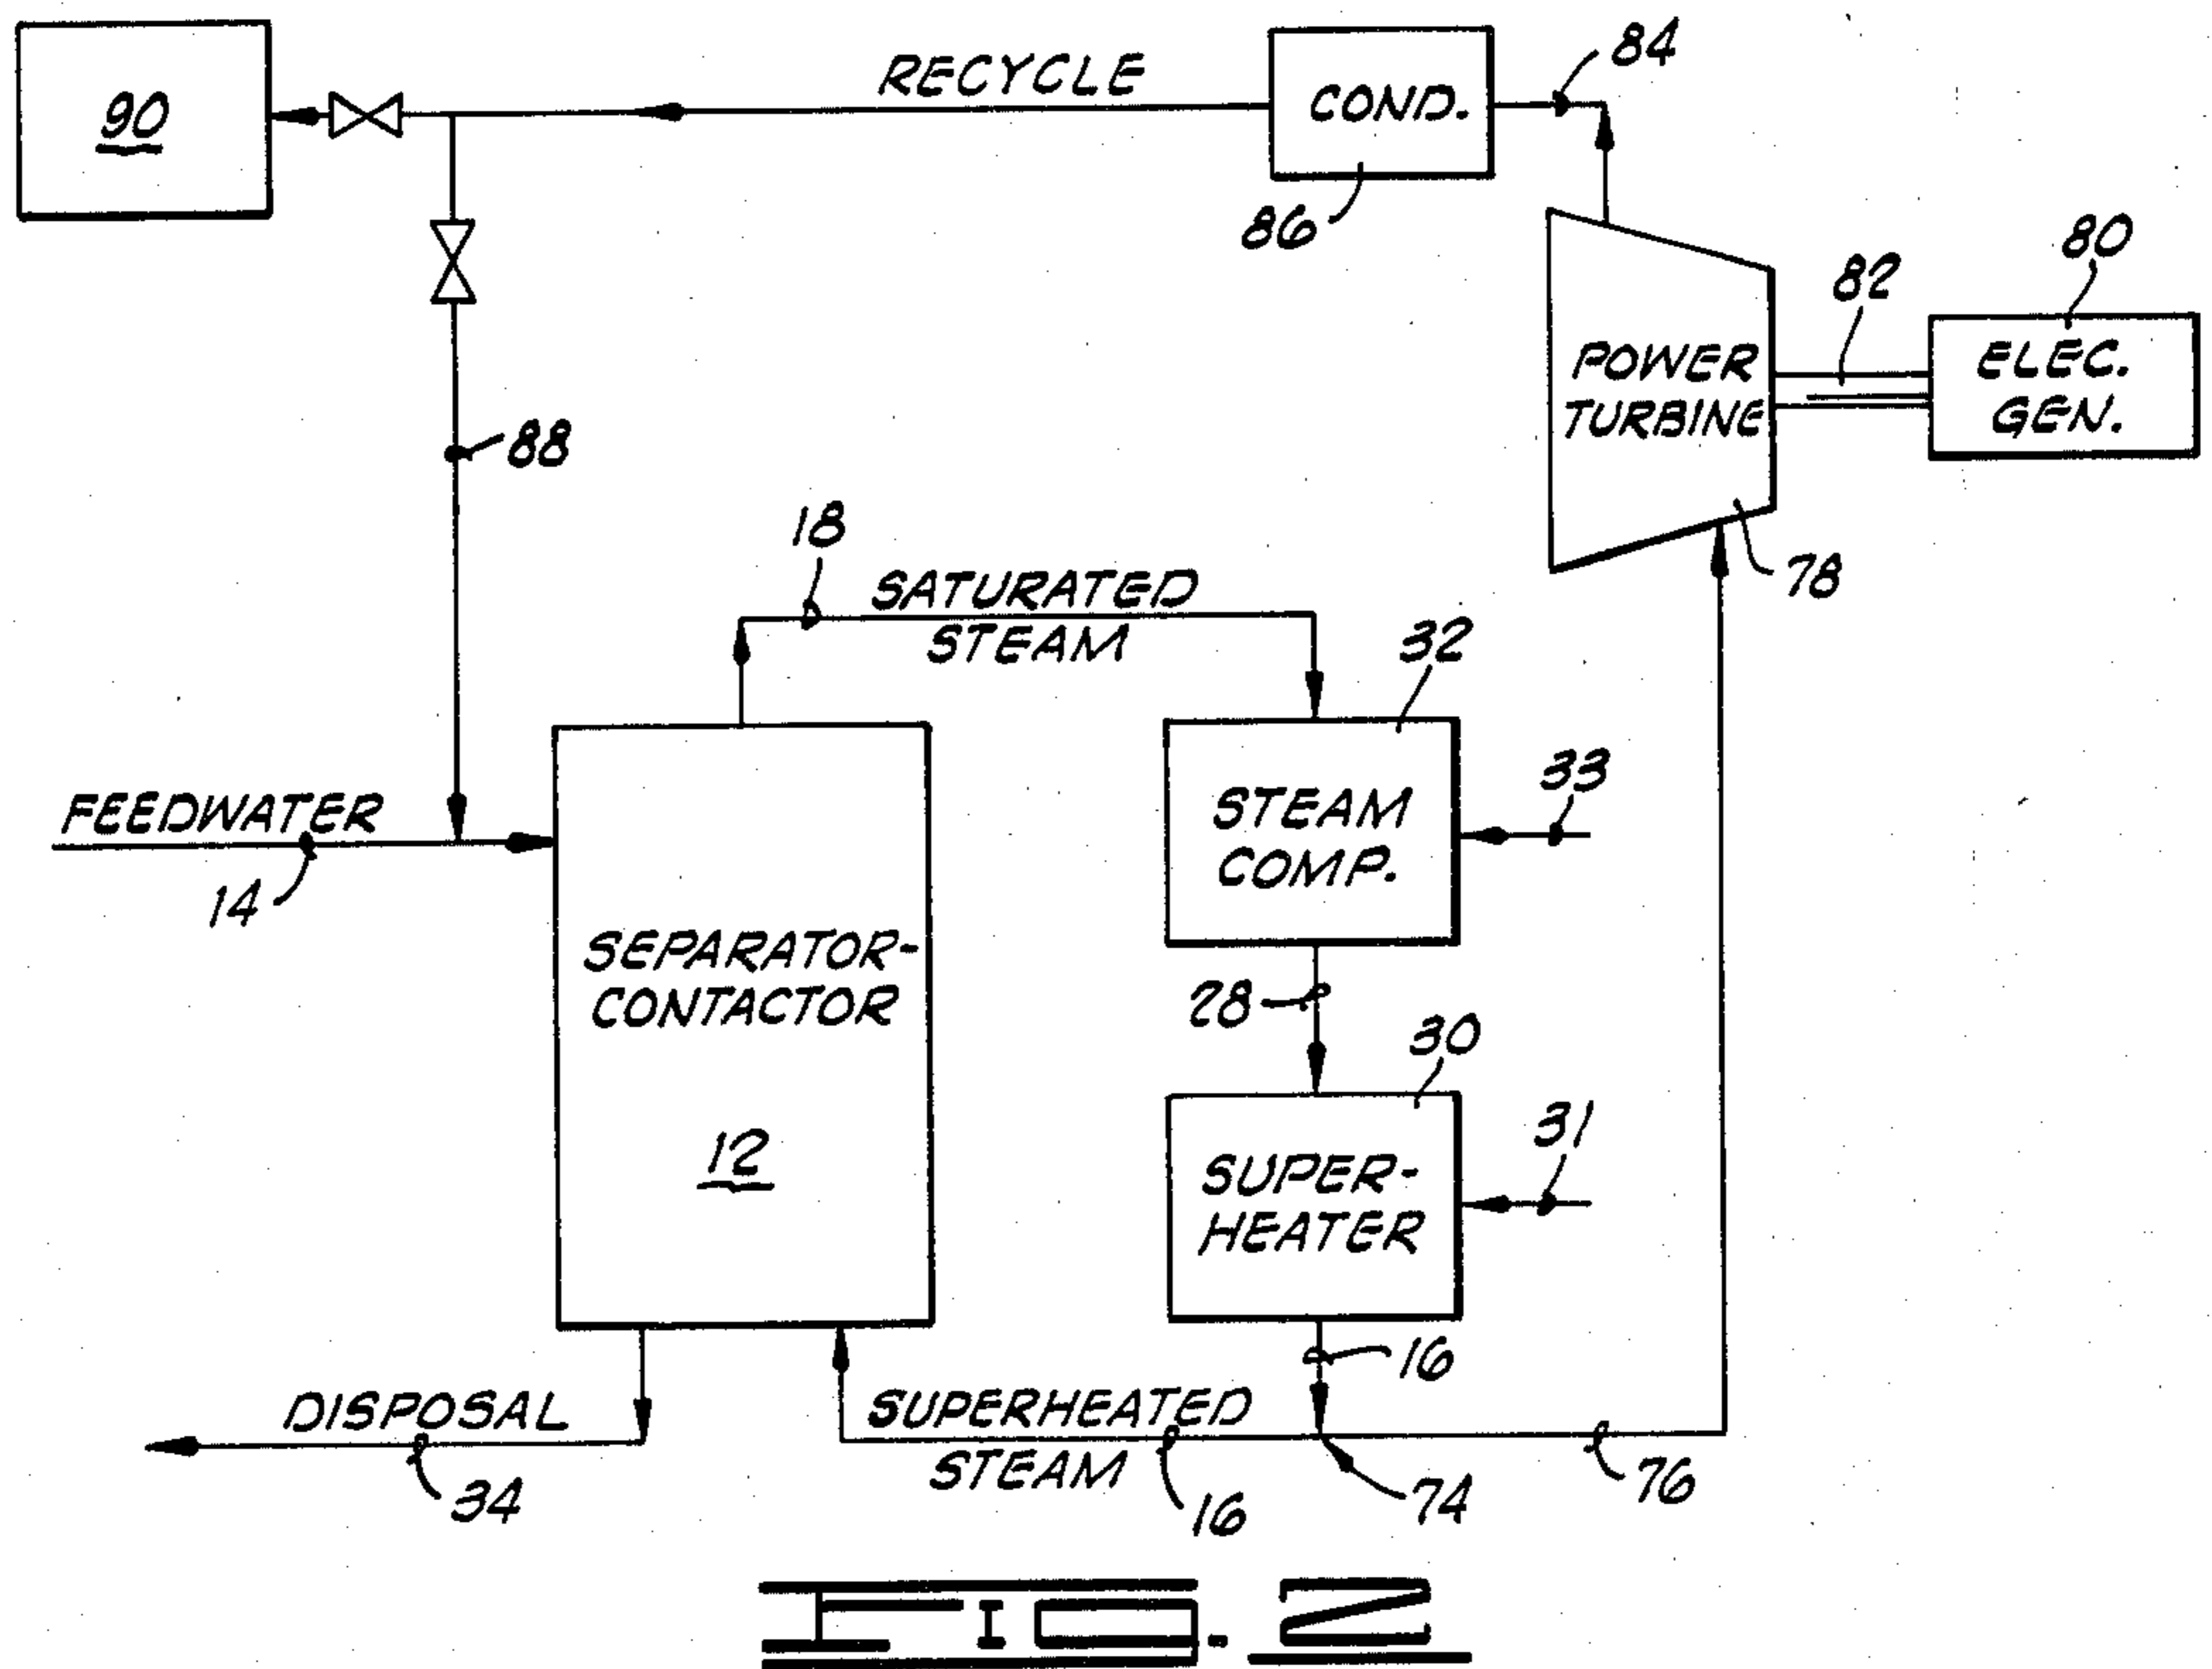 90
RECYCLE
COND.
84
86
80
82
ELEC.
GEN.
POWER
TURBINE
78
88
18
SATURATED
STEAM
32
STEAM
COMP.
33
FEEDWATER
14
SEPARATOR-
CONTACTOR
12
28
30
SUPER-
HEATER
31
16
DISPOSAL
34
SUPERHEATED
STEAM
16
74
76
FIG. 2